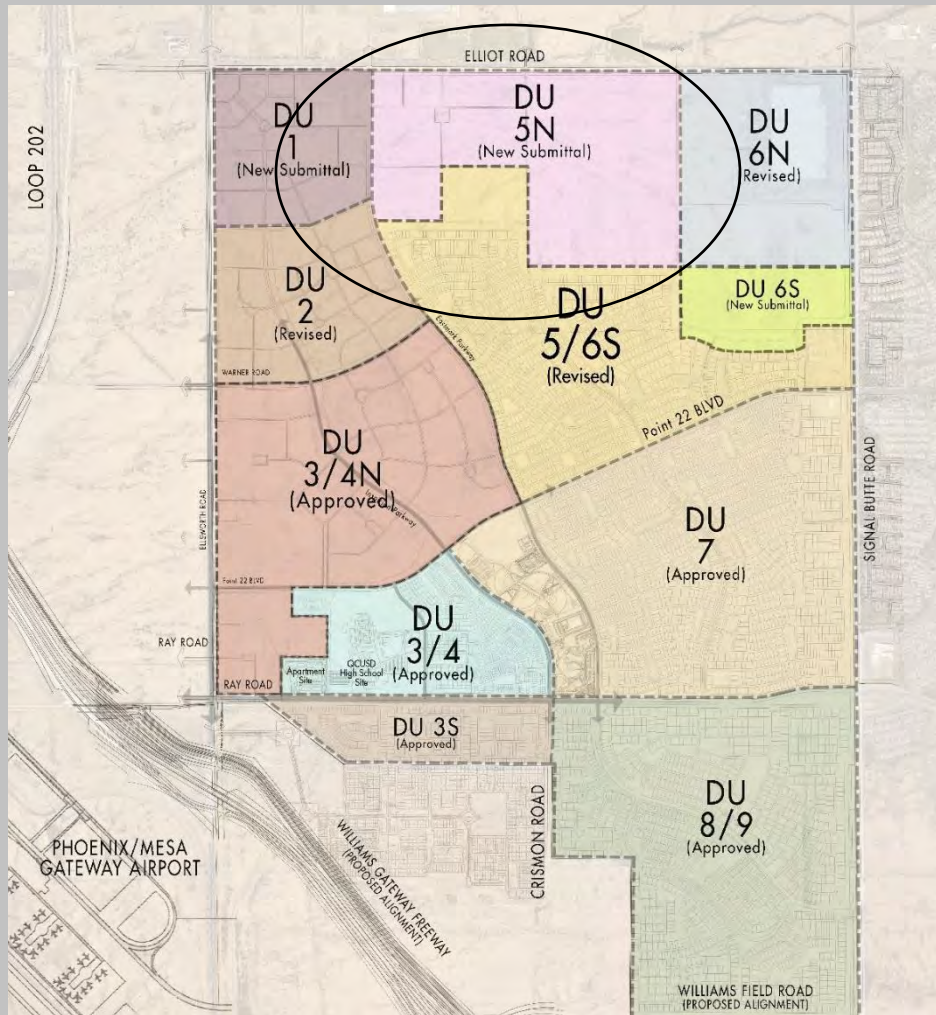 ELLIOT ROAD
LOOP 202
DU
1
(New Submittal)
DU
5N
(New Submittal)
DU
6N
Revised)
DU
2
(Revised)
DU 6S
(New Submittal)
DU
5/6S
(Revised)
Eastmark Parkway
WARNER ROAD
Point 22 BLVD
DU
3/4N
(Approved)
Parkway
ELLSWORTH ROAD
SIGNAL BUTTE ROAD
DU
7
(Approved)
Point 22 BLVD
DU
3/4
(Approved)
RAY ROAD
Apartment
Site
QCUSD
High School
Site
RAY ROAD
DU 3S
(Approved)
DU
8/9
(Approved)
CRISMON ROAD
PHOENIX/MESA
GATEWAY AIRPORT
WILLIAMS GATEWAY FREEWAY
(PROPOSED ALIGNMENT)
WILLIAMS FIELD ROAD
(PROPOSED ALIGNMENT)